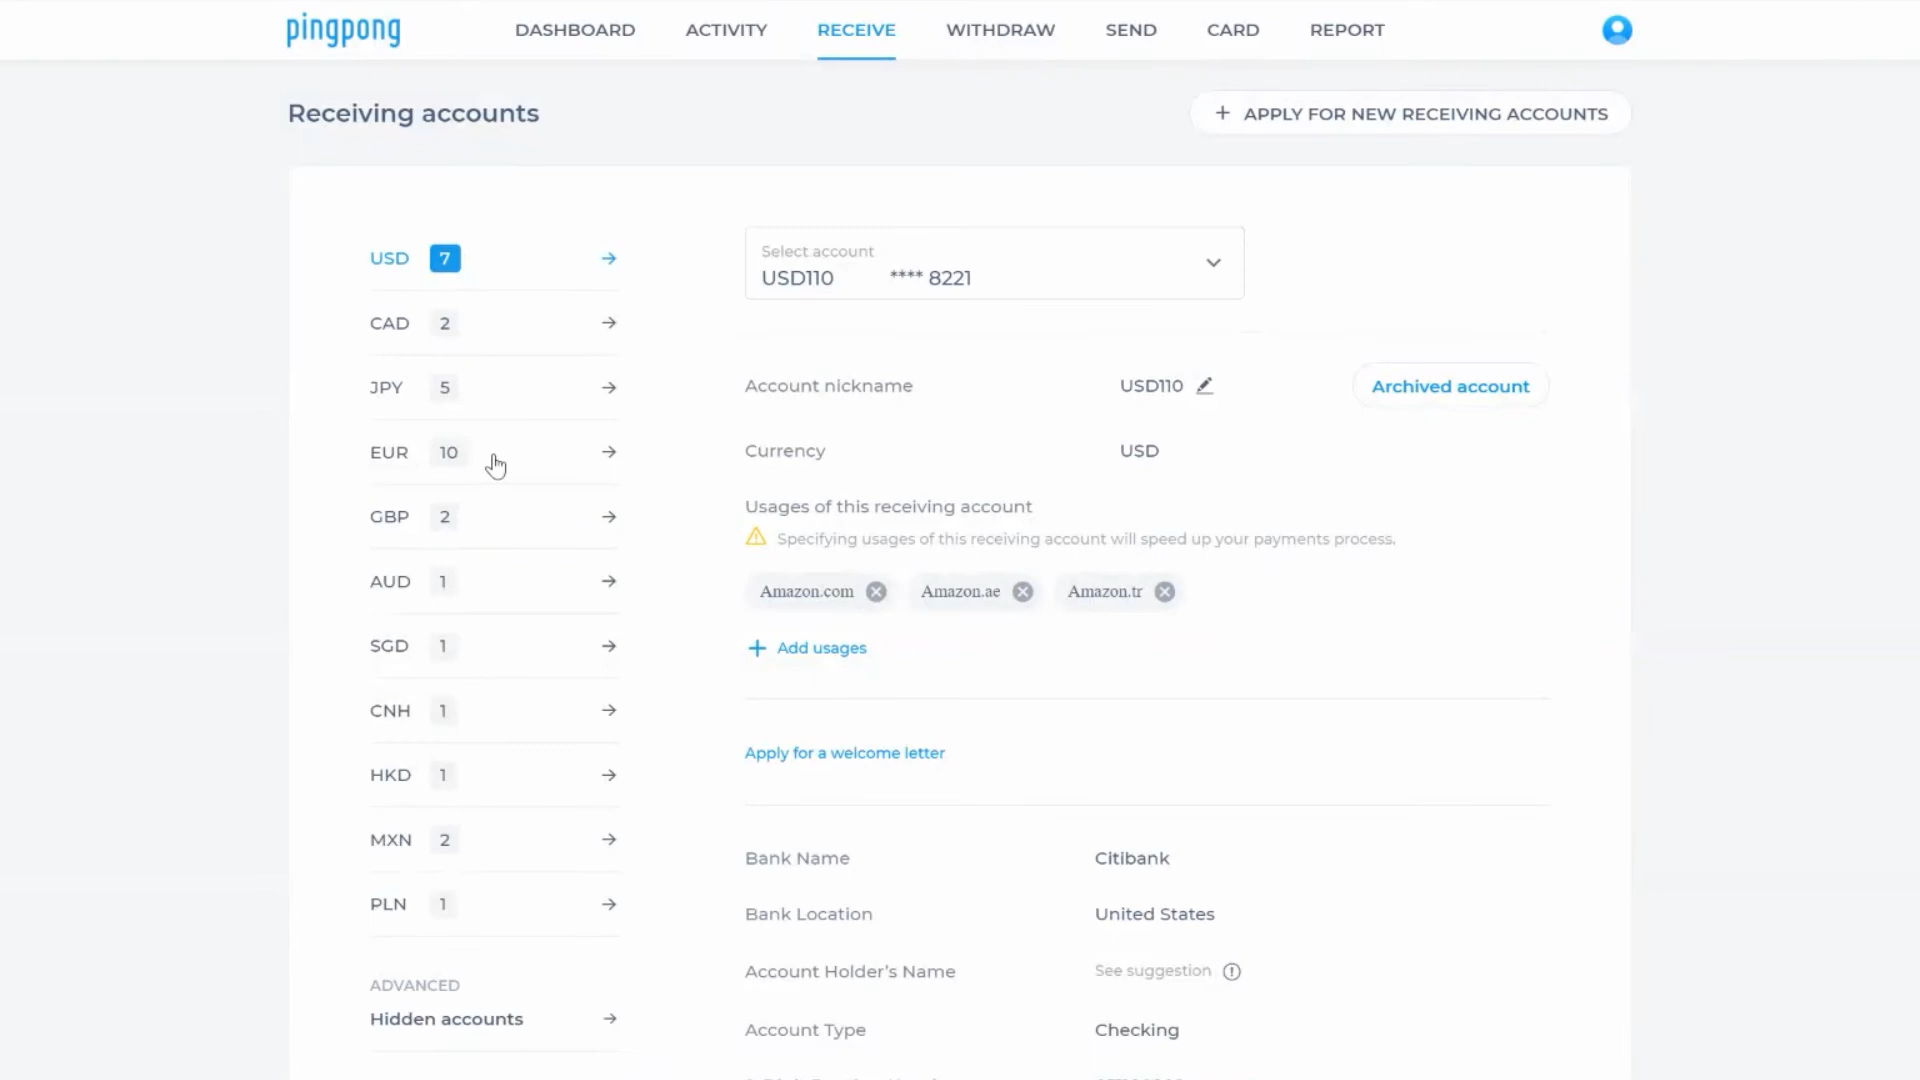 pingpong DASHBOARD ACTIVITY RECEIVE WITHDRAW SEND CARD REPORT
Receiving accounts
+ APPLY FOR NEW RECEIVING ACCOUNTS
USD 7
CAD 2
JPY 5
EUR 10
GBP 2
AUD 1
SGD 1
CNH 1
HKD 1
MXN 2
PLN 1
ADVANCED
Hidden accounts
Select account
USD110 **** 8221
Account nickname USD110 Archived account
Currency USD
Usages of this receiving account
Specifying usages of this receiving account will speed up your payments process.
Amazon.com Amazon.ae Amazon.tr
+ Add usages
Apply for a welcome letter
Bank Name Citibank
Bank Location United States
Account Holder's Name See suggestion
Account Type Checking